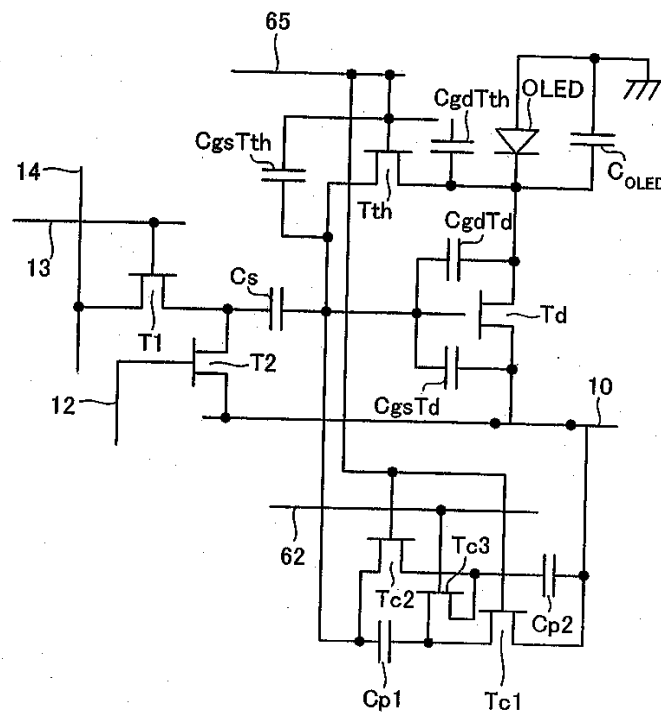 65
CgdTth
OLED
CgsTth
14
C OLED
Tth
CgdTd
13
Cs
Td
T1
T2
12
CgsTd
10
62
Tc3
Tc2
Cp2
Cp1
Tc1